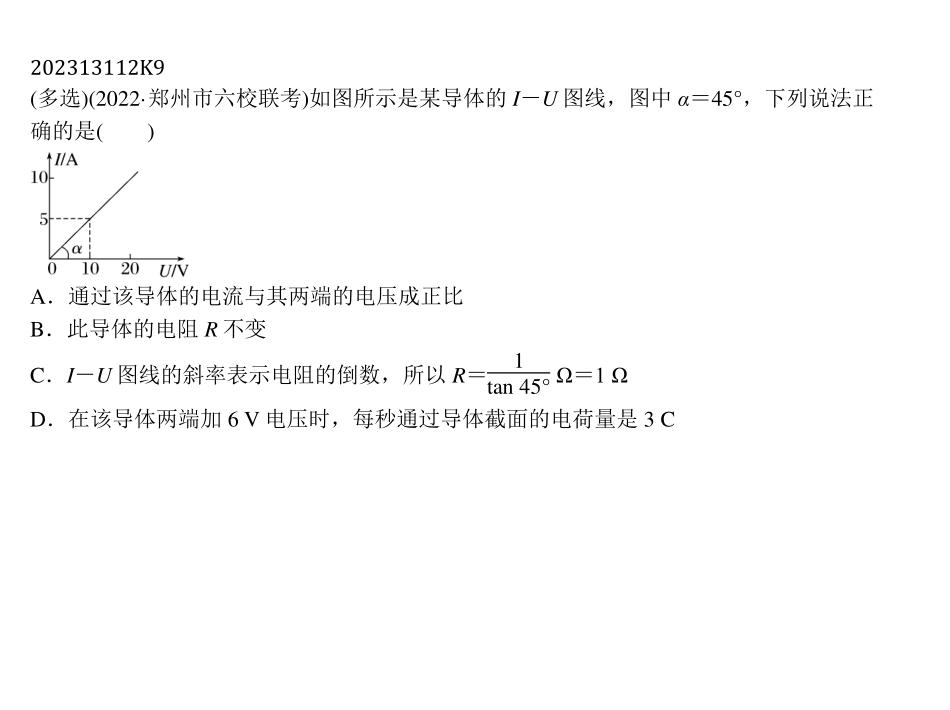 202313112K9
(多选)(2022·郑州市六校联考)如图所示是某导体的 I－U 图线，图中 α＝45°，下列说法正
确的是(　　)
I/A
10
5
α
0 10 20 U/V
A．通过该导体的电流与其两端的电压成正比
B．此导体的电阻 R 不变
C．I－U 图线的斜率表示电阻的倒数，所以 R＝1/tan 45° Ω＝1 Ω
D．在该导体两端加 6 V 电压时，每秒通过导体截面的电荷量是 3 C